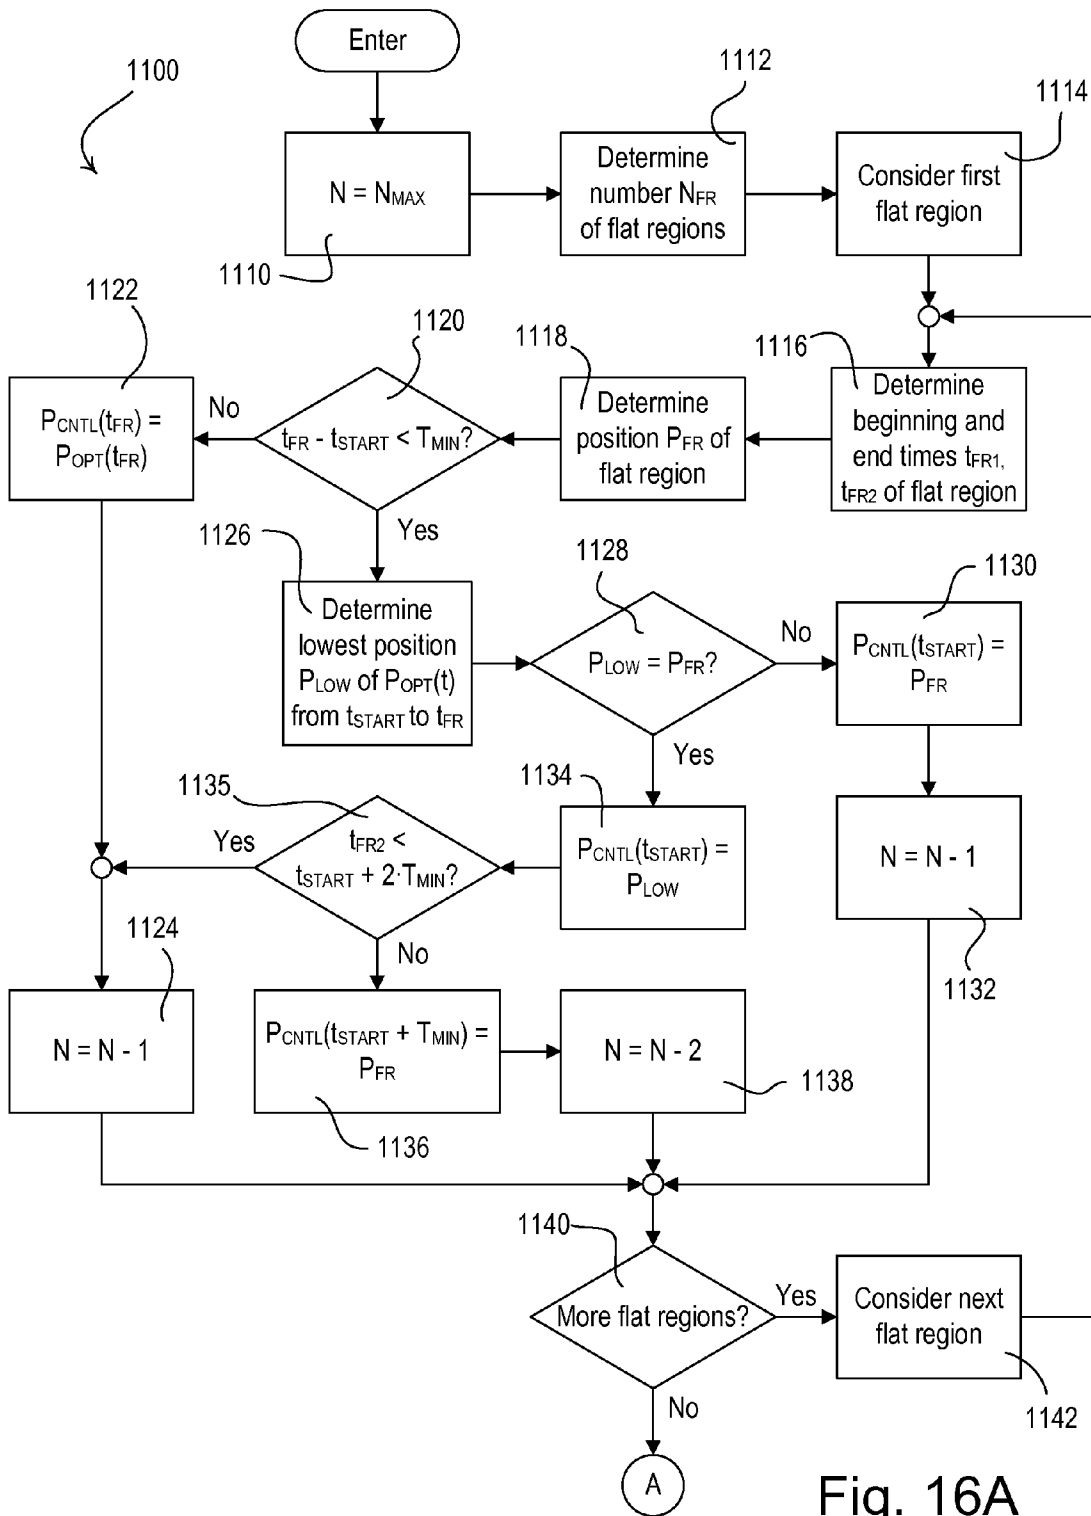 Enter
1100
1112
1114
N = NMAX
Determine
number NFR
of flat regions
Consider first
flat region
1110
1122
1120
1118
1116
PCNTL(tFR) =
POPT(tFR)
No
tFR - tSTART < TMIN?
Determine
position PFR of
flat region
Determine
beginning and
end times tFR1,
tFR2 of flat region
Yes
1126
1128
1130
Determine
lowest position
PLOW of POPT(t)
from tSTART to tFR
PLOW = PFR?
No
PCNTL(tSTART) =
PFR
Yes
1135
1134
Yes
tFR2 <
tSTART + 2·TMIN?
PCNTL(tSTART) =
PLOW
N = N - 1
1124
No
1132
N = N - 1
PCNTL(tSTART + TMIN) =
PFR
N = N - 2
1138
1136
1140
More flat regions?
Yes
Consider next
flat region
No
1142
A
Fig. 16A